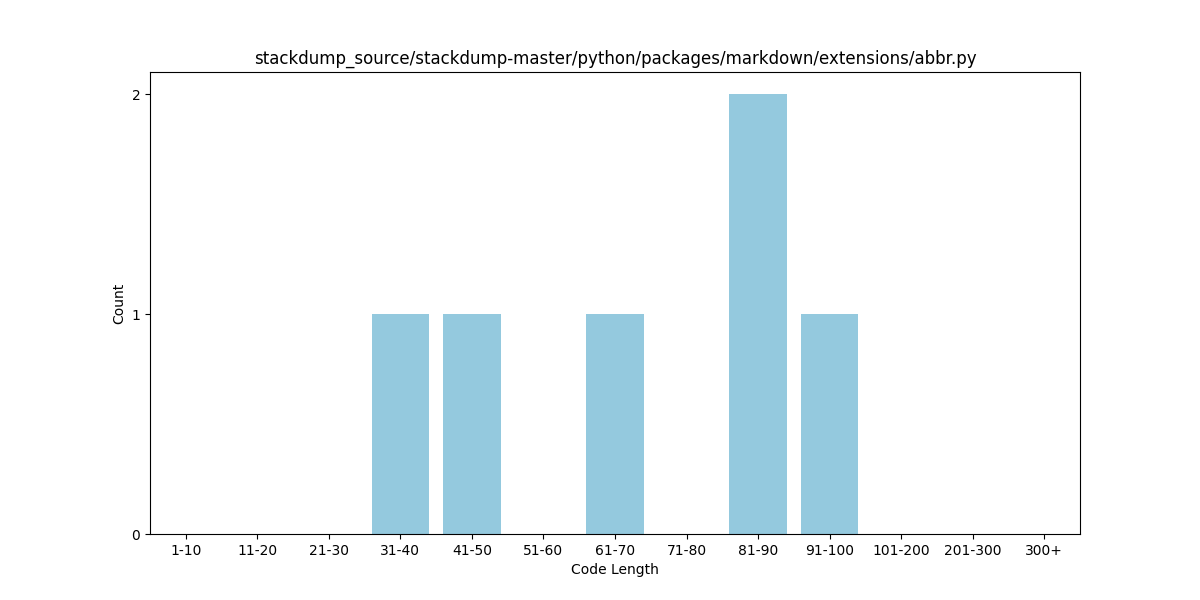 stackdump_source/stackdump-master/python/packages/markdown/extensions/abbr.py
2
1
0
Count
1-10 11-20 21-30 31-40 41-50 51-60 61-70 71-80 81-90 91-100 101-200 201-300 300+
Code Length